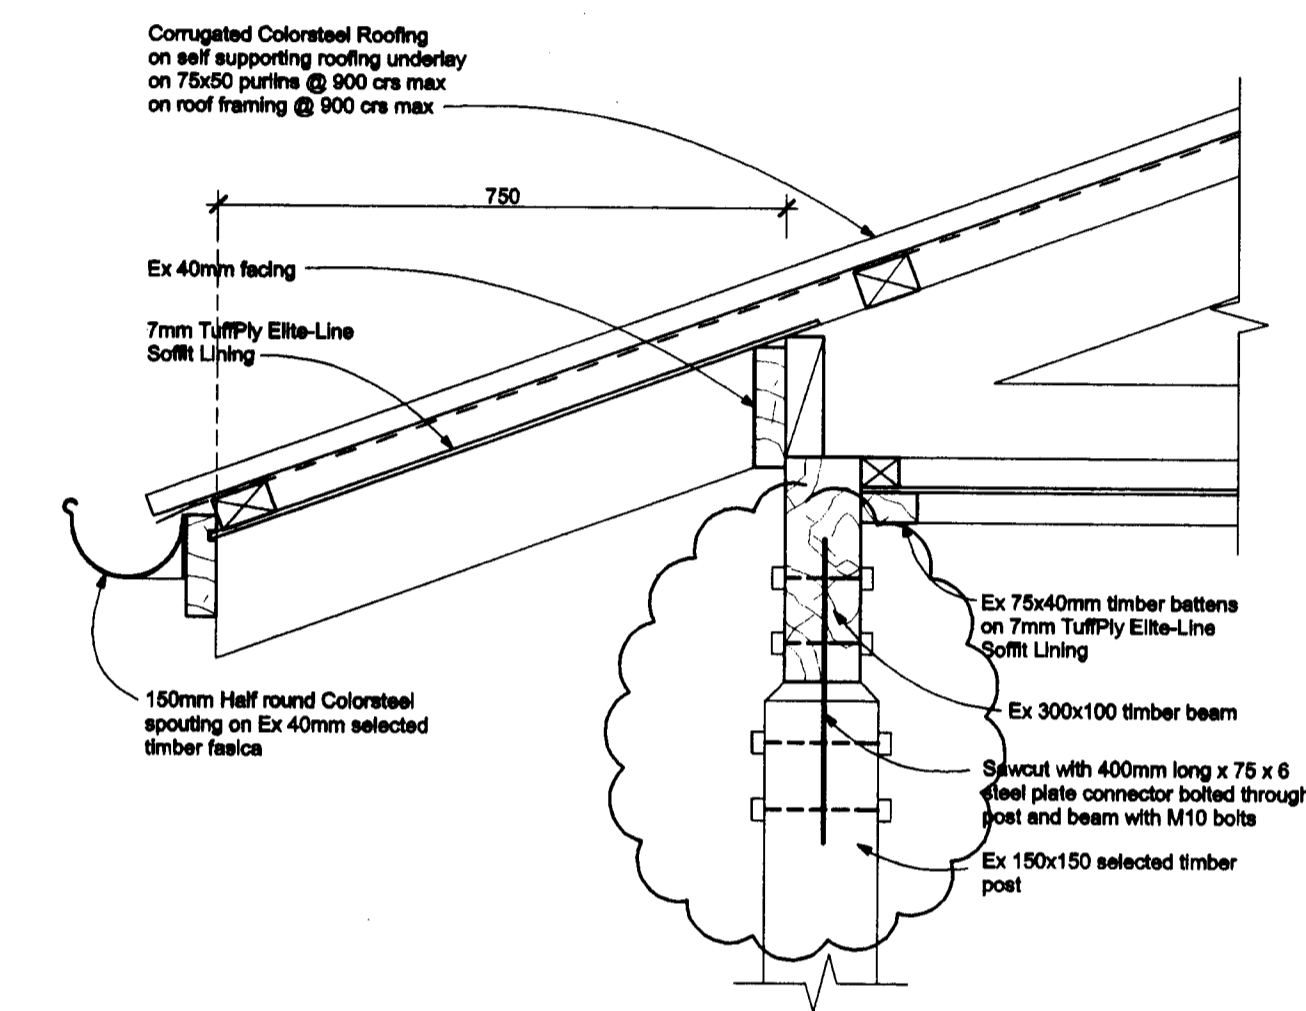 Corrugated Colorsteel Roofing
on self supporting roofing underlay
on 75x50 purlins @ 900 crs max
on roof framing @ 900 crs max
750
Ex 40mm facing
7mm TuffPly Elite-Line
Soffit Lining
Ex 75x40mm timber battens
on 7mm TuffPly Elite-Line
Soffit Lining
150mm Half round Colorsteel
spouting on Ex 40mm selected
timber fasica
Ex 300x100 timber beam
Sawcut with 400mm long x 75 x 6
steel plate connector bolted through
post and beam with M10 bolts
Ex 150x150 selected timber
post